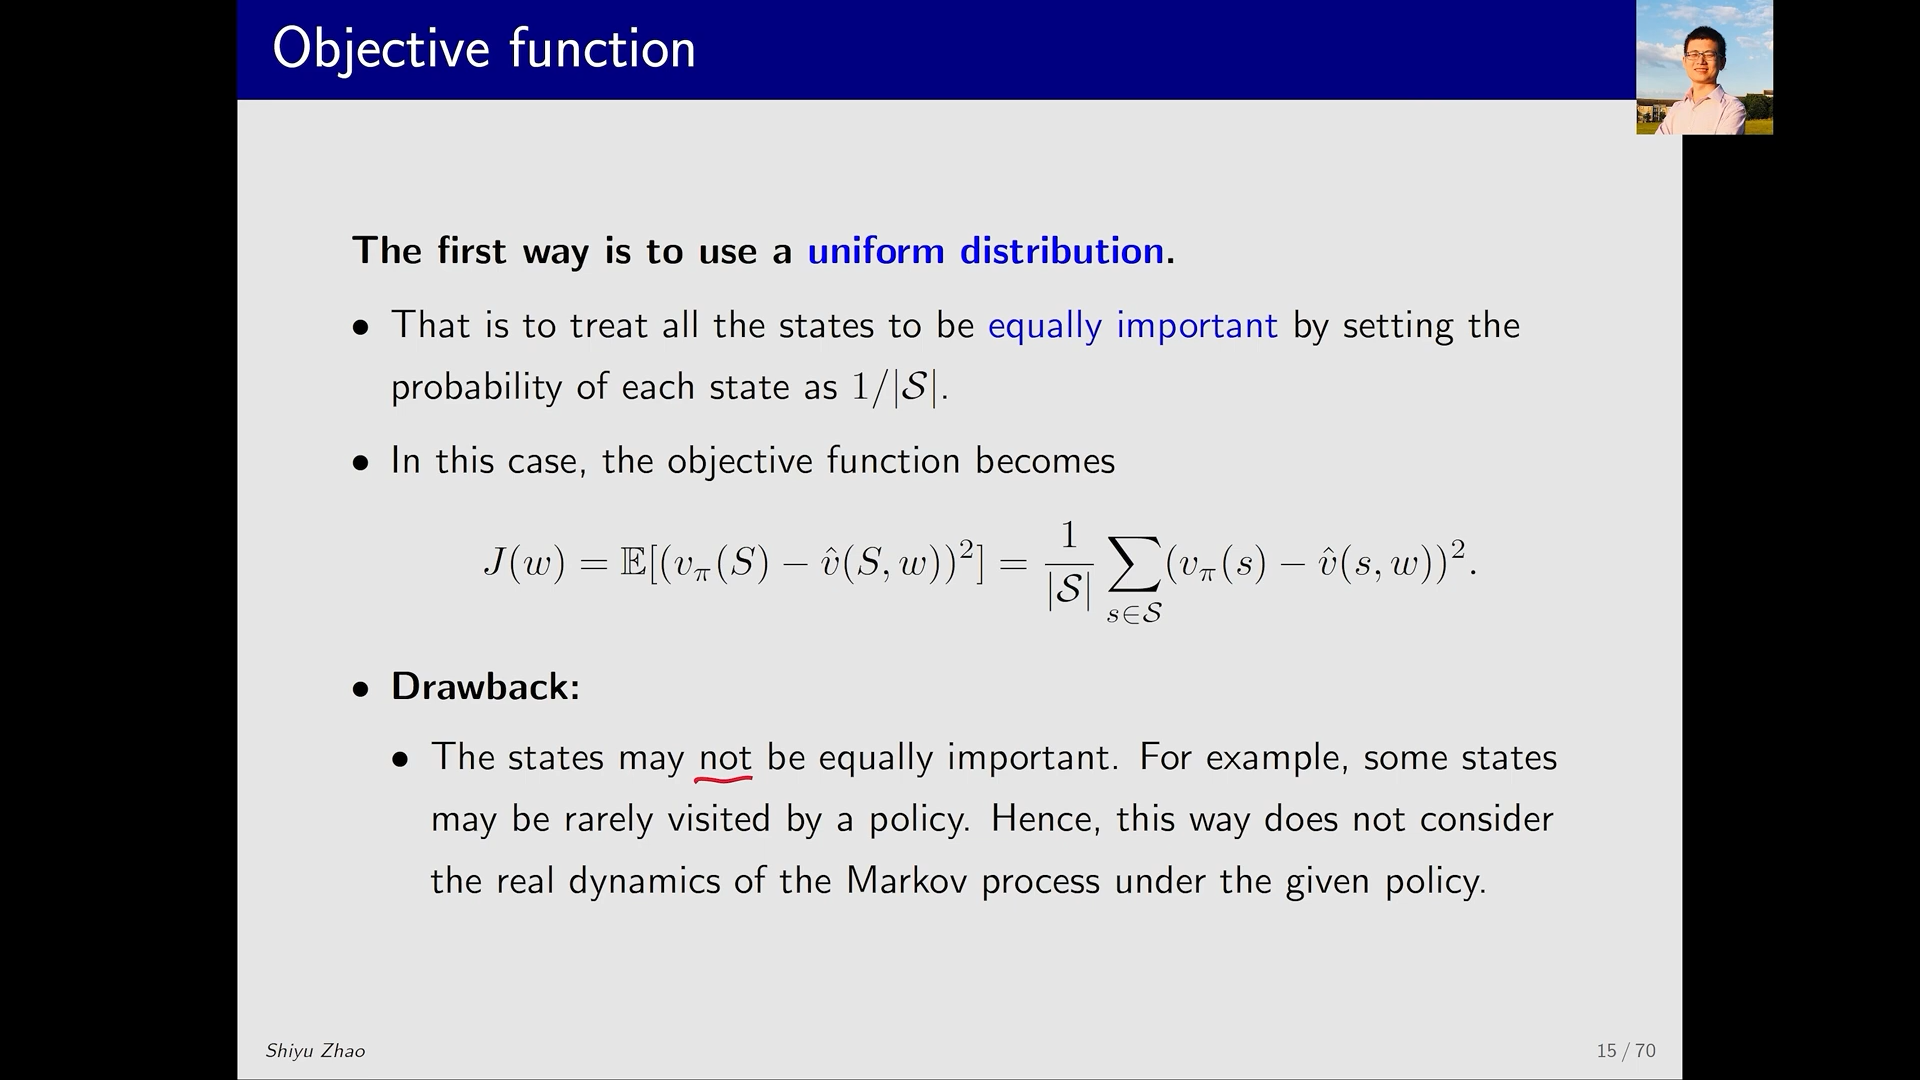 Objective function
The first way is to use a uniform distribution.
• That is to treat all the states to be equally important by setting the
probability of each state as 1/|𝒮|.
• In this case, the objective function becomes
J(w) = 𝔼[(v_π(S) − v̂(S, w))²] = 1/|𝒮| ∑_{s∈𝒮} (v_π(s) − v̂(s, w))².
• Drawback:
• The states may not be equally important. For example, some states
may be rarely visited by a policy. Hence, this way does not consider
the real dynamics of the Markov process under the given policy.
Shiyu Zhao
15 / 70